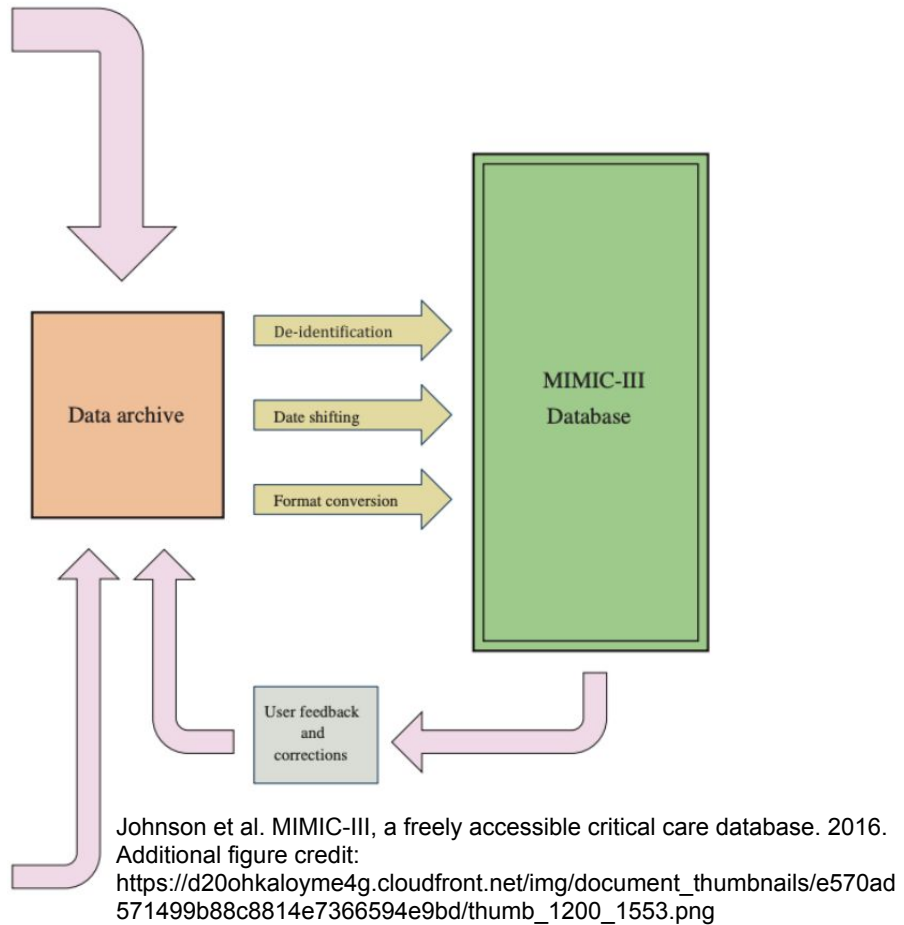 De-identification
Data archive
Date shifting
Format conversion
MIMIC-III
Database
User feedback
and
corrections
Johnson et al. MIMIC-III, a freely accessible critical care database. 2016.
Additional figure credit:
https://d20ohkaloyme4g.cloudfront.net/img/document_thumbnails/e570ad
571499b88c8814e7366594e9bd/thumb_1200_1553.png